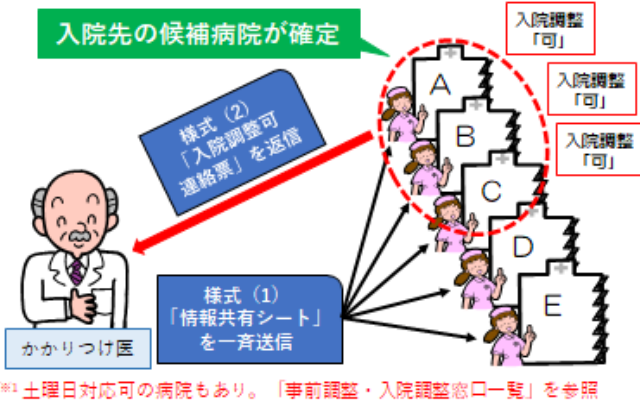 入院先の候補病院が確定
入院調整
「可」
入院調整
「可」
入院調整
「可」
A
B
C
D
E
様式（2）
「入院調整可
連絡票」を返信
様式（1）
「情報共有シート」
を一斉送信
かかりつけ医
※1 土曜日対応可の病院もあり。「事前調整・入院調整窓口一覧」を参照